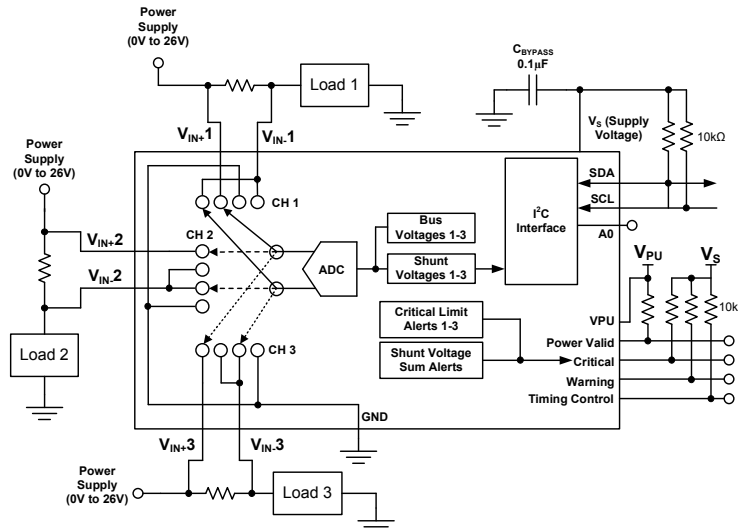 Power
Supply
(0V to 26V)
Load 1
CBYPASS
0.1µF
VS (Supply
Voltage)
10kΩ
VIN+1
VIN-1
Power
Supply
(0V to 26V)
CH 1
SDA
SCL
I2C
Interface
A0
VIN+2
CH 2
VIN-2
ADC
Bus
Voltages 1-3
Shunt
Voltages 1-3
VPU
VS
10k
Load 2
Critical Limit
Alerts 1-3
Shunt Voltage
Sum Alerts
VPU
Power Valid
Critical
Warning
Timing Control
CH 3
GND
VIN+3
VIN-3
Power
Supply
(0V to 26V)
Load 3